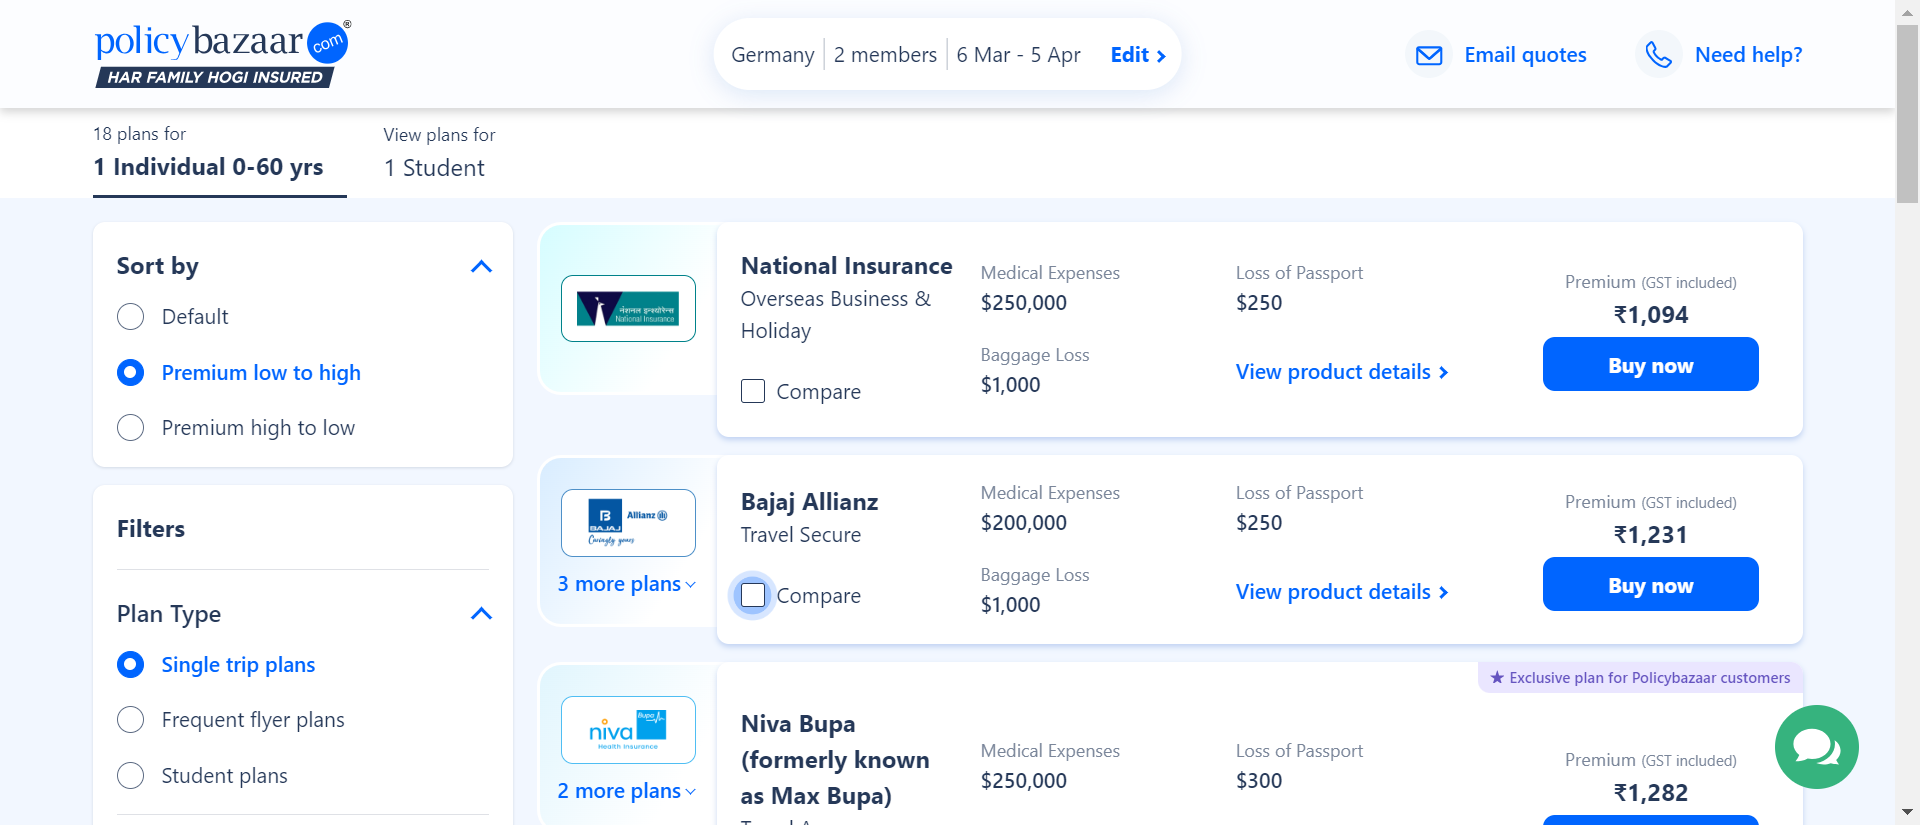 policybazaar.com®
HAR FAMILY HOGI INSURED
Germany 2 members 6 Mar - 5 Apr Edit
Email quotes
Need help?
18 plans for
1 Individual 0-60 yrs
View plans for
1 Student
Sort by
Default
Premium low to high
Premium high to low
Filters
Plan Type
Single trip plans
Frequent flyer plans
Student plans
नेशनल इन्श्योरेन्स
National Insurance
National Insurance
Overseas Business &
Holiday
Compare
Medical Expenses
$250,000
Loss of Passport
$250
Baggage Loss
$1,000
View product details
Premium (GST included)
₹1,094
Buy now
B
BAJAJ
Allianz
Caringly yours
3 more plans
Bajaj Allianz
Travel Secure
Compare
Medical Expenses
$200,000
Loss of Passport
$250
Baggage Loss
$1,000
View product details
Premium (GST included)
₹1,231
Buy now
niva
Bupa
Health Insurance
2 more plans
Exclusive plan for Policybazaar customers
Niva Bupa
(formerly known
as Max Bupa)
Medical Expenses
$250,000
Loss of Passport
$300
Premium (GST included)
₹1,282